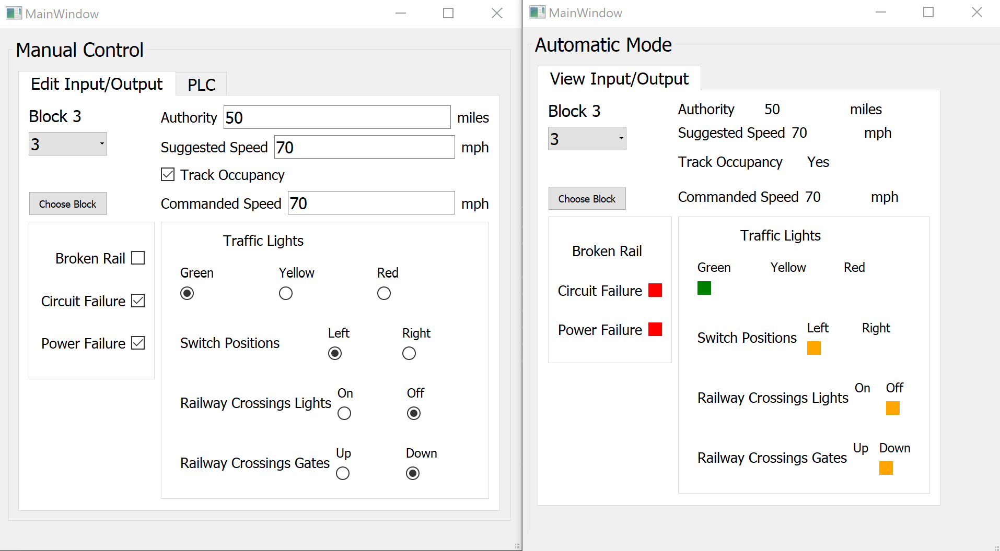 MainWindow
Manual Control
Edit Input/Output PLC
Block 3
3
Choose Block
Authority 50 miles
Suggested Speed 70 mph
Track Occupancy
Commanded Speed 70 mph
Broken Rail
Circuit Failure
Power Failure
Traffic Lights
Green Yellow Red
Switch Positions Left Right
Railway Crossings Lights On Off
Railway Crossings Gates Up Down
MainWindow
Automatic Mode
View Input/Output
Block 3
3
Choose Block
Authority 50 miles
Suggested Speed 70 mph
Track Occupancy Yes
Commanded Speed 70 mph
Broken Rail
Circuit Failure
Power Failure
Traffic Lights
Green Yellow Red
Switch Positions Left Right
Railway Crossings Lights On Off
Railway Crossings Gates Up Down